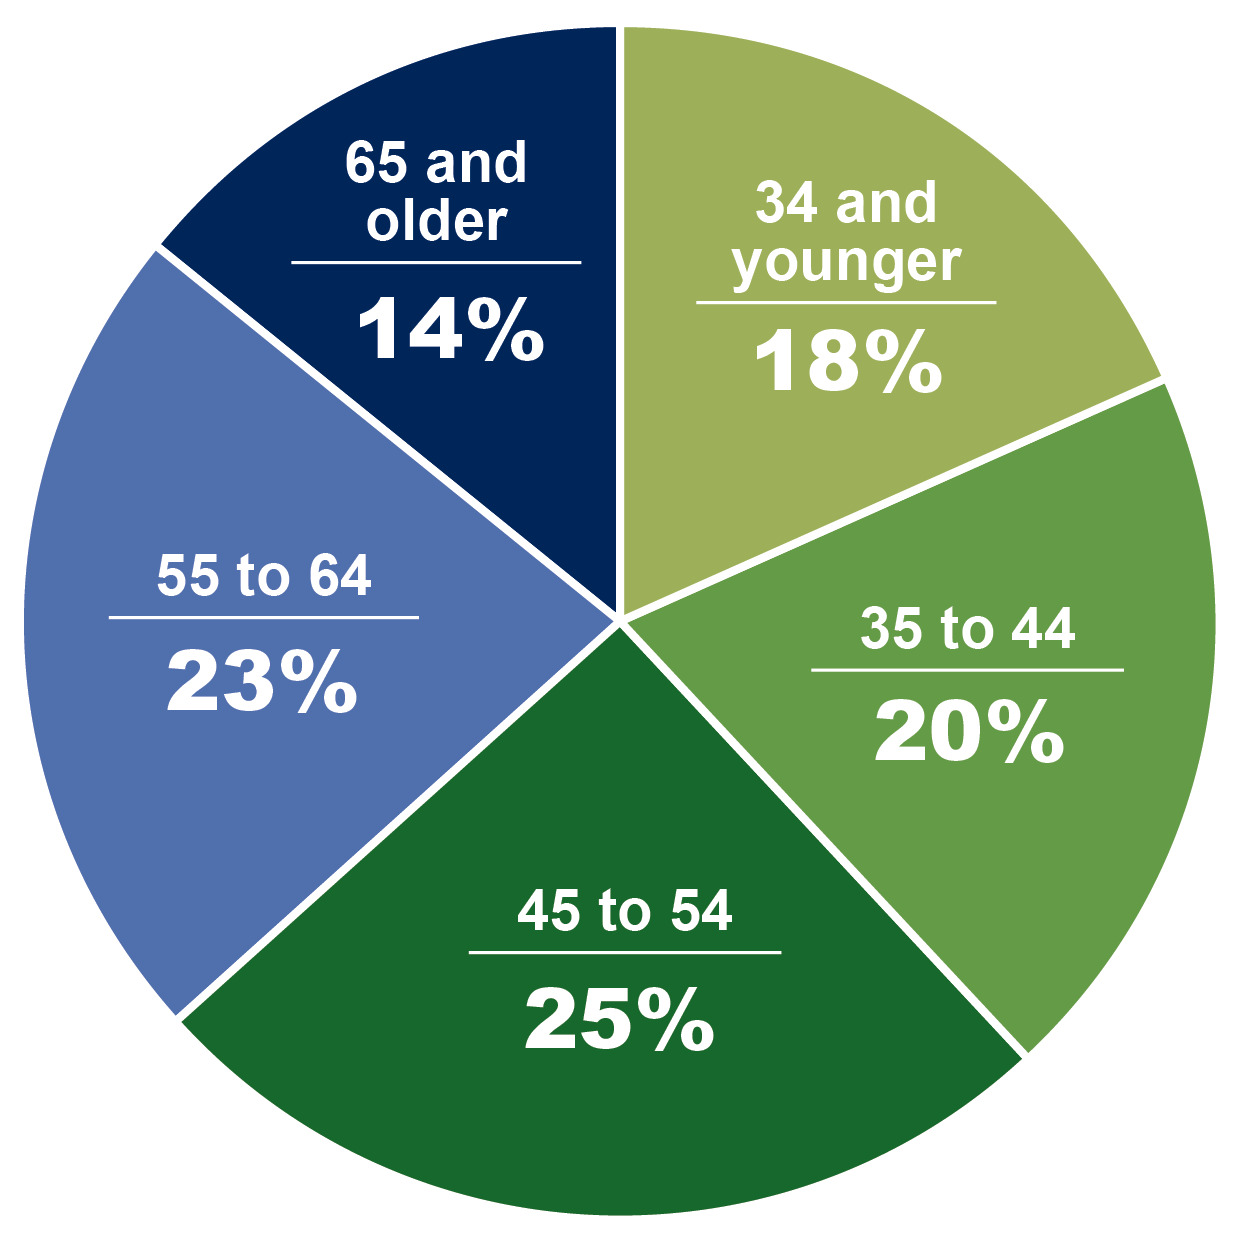 65 and
older
14%
34 and
younger
18%
55 to 64
23%
35 to 44
20%
45 to 54
25%